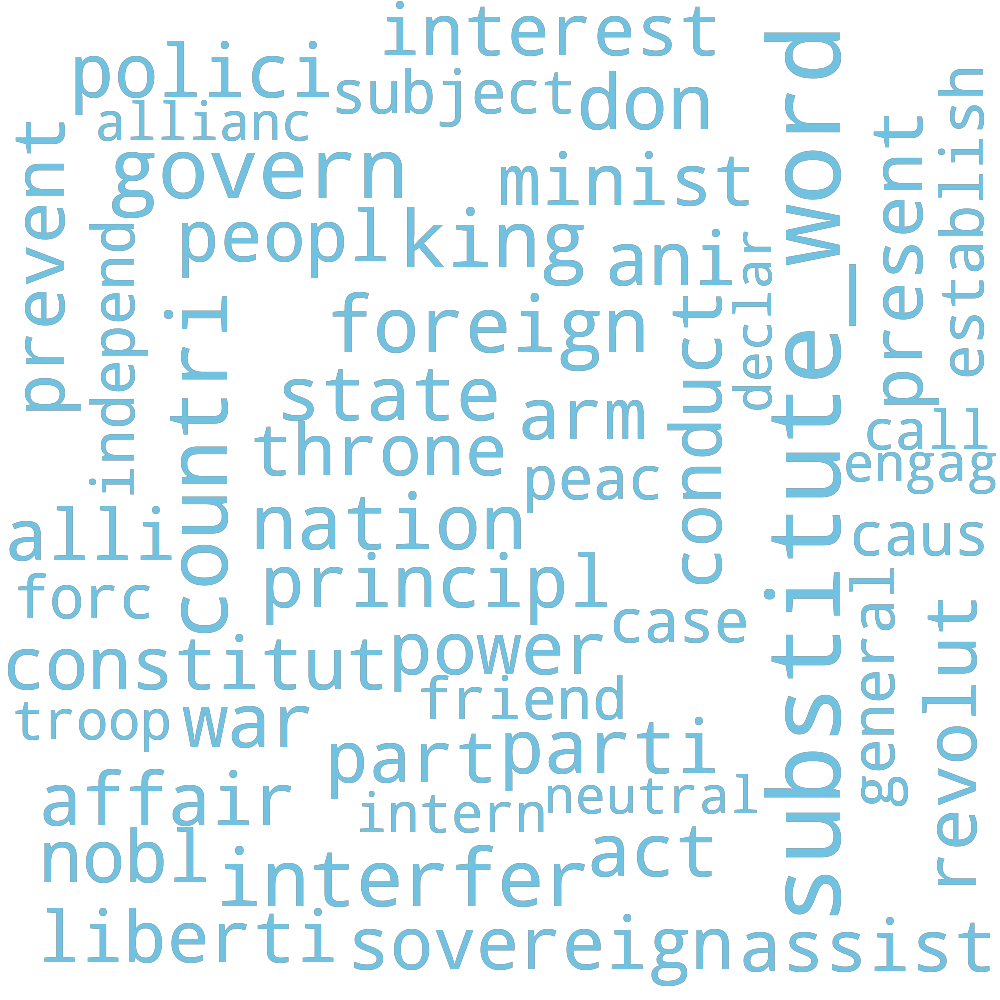 interest
polici
subject
don
allianc
govern
minist
prevent
independ
peopl
king
ani
declar
substitute_word
present
establish
foreign
countri
state
arm
conduct
throne
peac
call
engag
alli
nation
caus
forc
principl
case
constitut
power
general
revolut
friend
troop
war
part
parti
affair
intern
neutral
nobl
interfer
act
liberti
sovereign
assist
g